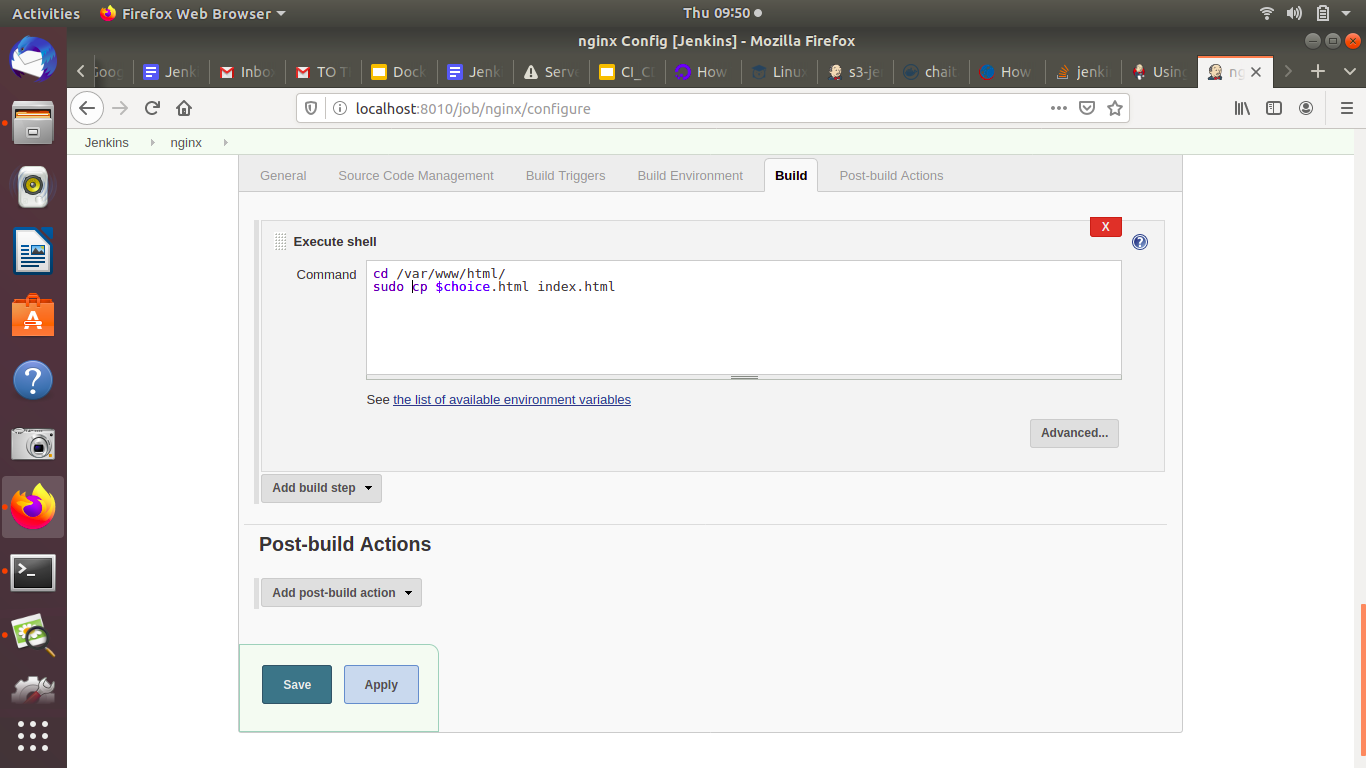 Activities Firefox Web Browser Thu 09:50
nginx Config [Jenkins] - Mozilla Firefox
Jenk Inbo TO T Dock Jenk Serve CI_C How Linu s3-je chait How jenki Using
localhost:8010/job/nginx/configure
Jenkins nginx
General Source Code Management Build Triggers Build Environment Build Post-build Actions
X
Execute shell
Command
cd /var/www/html/
sudo cp $choice.html index.html
See the list of available environment variables
Advanced...
Add build step
Post-build Actions
Add post-build action
Save Apply